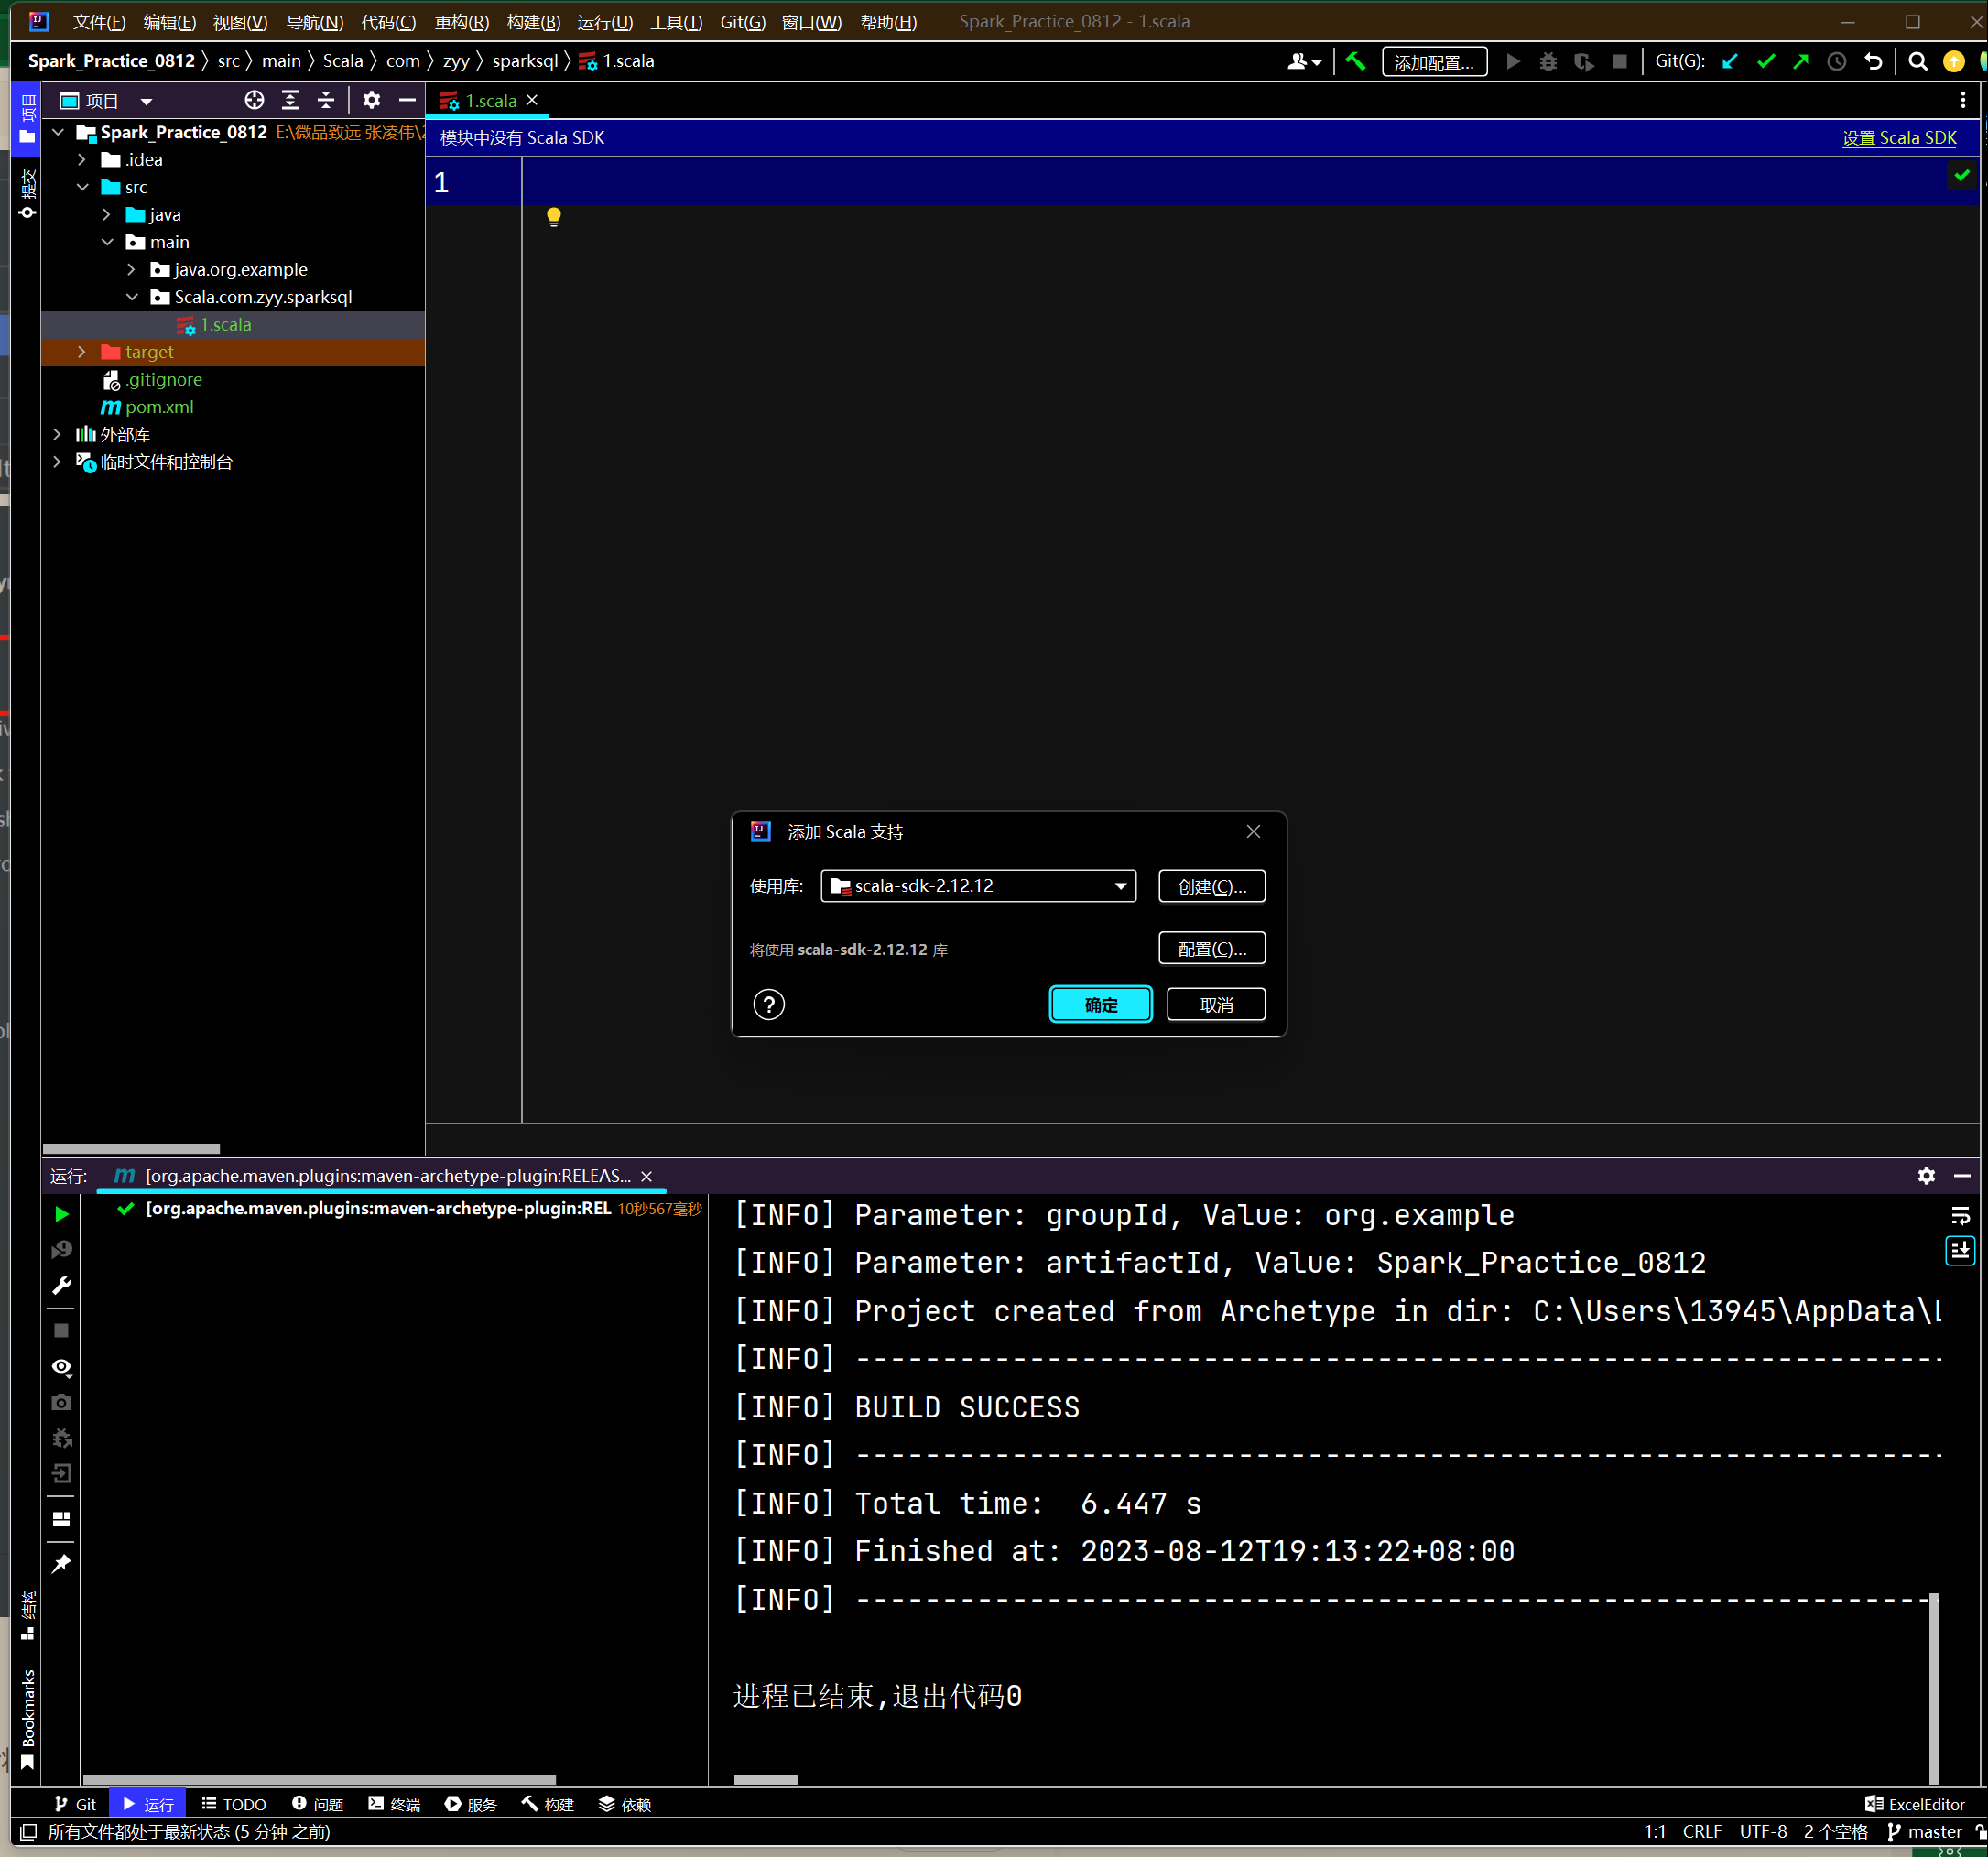 文件(F) 编辑(E) 视图(V) 导航(N) 代码(C) 重构(R) 构建(B) 运行(U) 工具(T) Git(G) 窗口(W) 帮助(H) Spark_Practice_0812 - 1.scala
Spark_Practice_0812 src main Scala com zyy sparksql 1.scala 添加配置... Git(G):
项目
提交
项目
1.scala
模块中没有 Scala SDK 设置 Scala SDK
1
Spark_Practice_0812 E:\微品致远 张凌伟\2
.idea
src
java
main
java.org.example
Scala.com.zyy.sparksql
1.scala
target
.gitignore
pom.xml
外部库
临时文件和控制台
添加 Scala 支持
使用库: scala-sdk-2.12.12 创建(C)...
将使用 scala-sdk-2.12.12 库 配置(C)...
? 确定 取消
运行: [org.apache.maven.plugins:maven-archetype-plugin:RELEAS...
[org.apache.maven.plugins:maven-archetype-plugin:REL 10秒567毫秒
[INFO] Parameter: groupId, Value: org.example
[INFO] Parameter: artifactId, Value: Spark_Practice_0812
[INFO] Project created from Archetype in dir: C:\Users\13945\AppData\L
[INFO] ---------------------------------------------------------------
[INFO] BUILD SUCCESS
[INFO] ---------------------------------------------------------------
[INFO] Total time:  6.447 s
[INFO] Finished at: 2023-08-12T19:13:22+08:00
[INFO] ---------------------------------------------------------------
进程已结束,退出代码0
结构
Bookmarks
Git 运行 TODO 问题 终端 服务 构建 依赖 ExcelEditor
所有文件都处于最新状态 (5 分钟 之前) 1:1 CRLF UTF-8 2 个空格 master